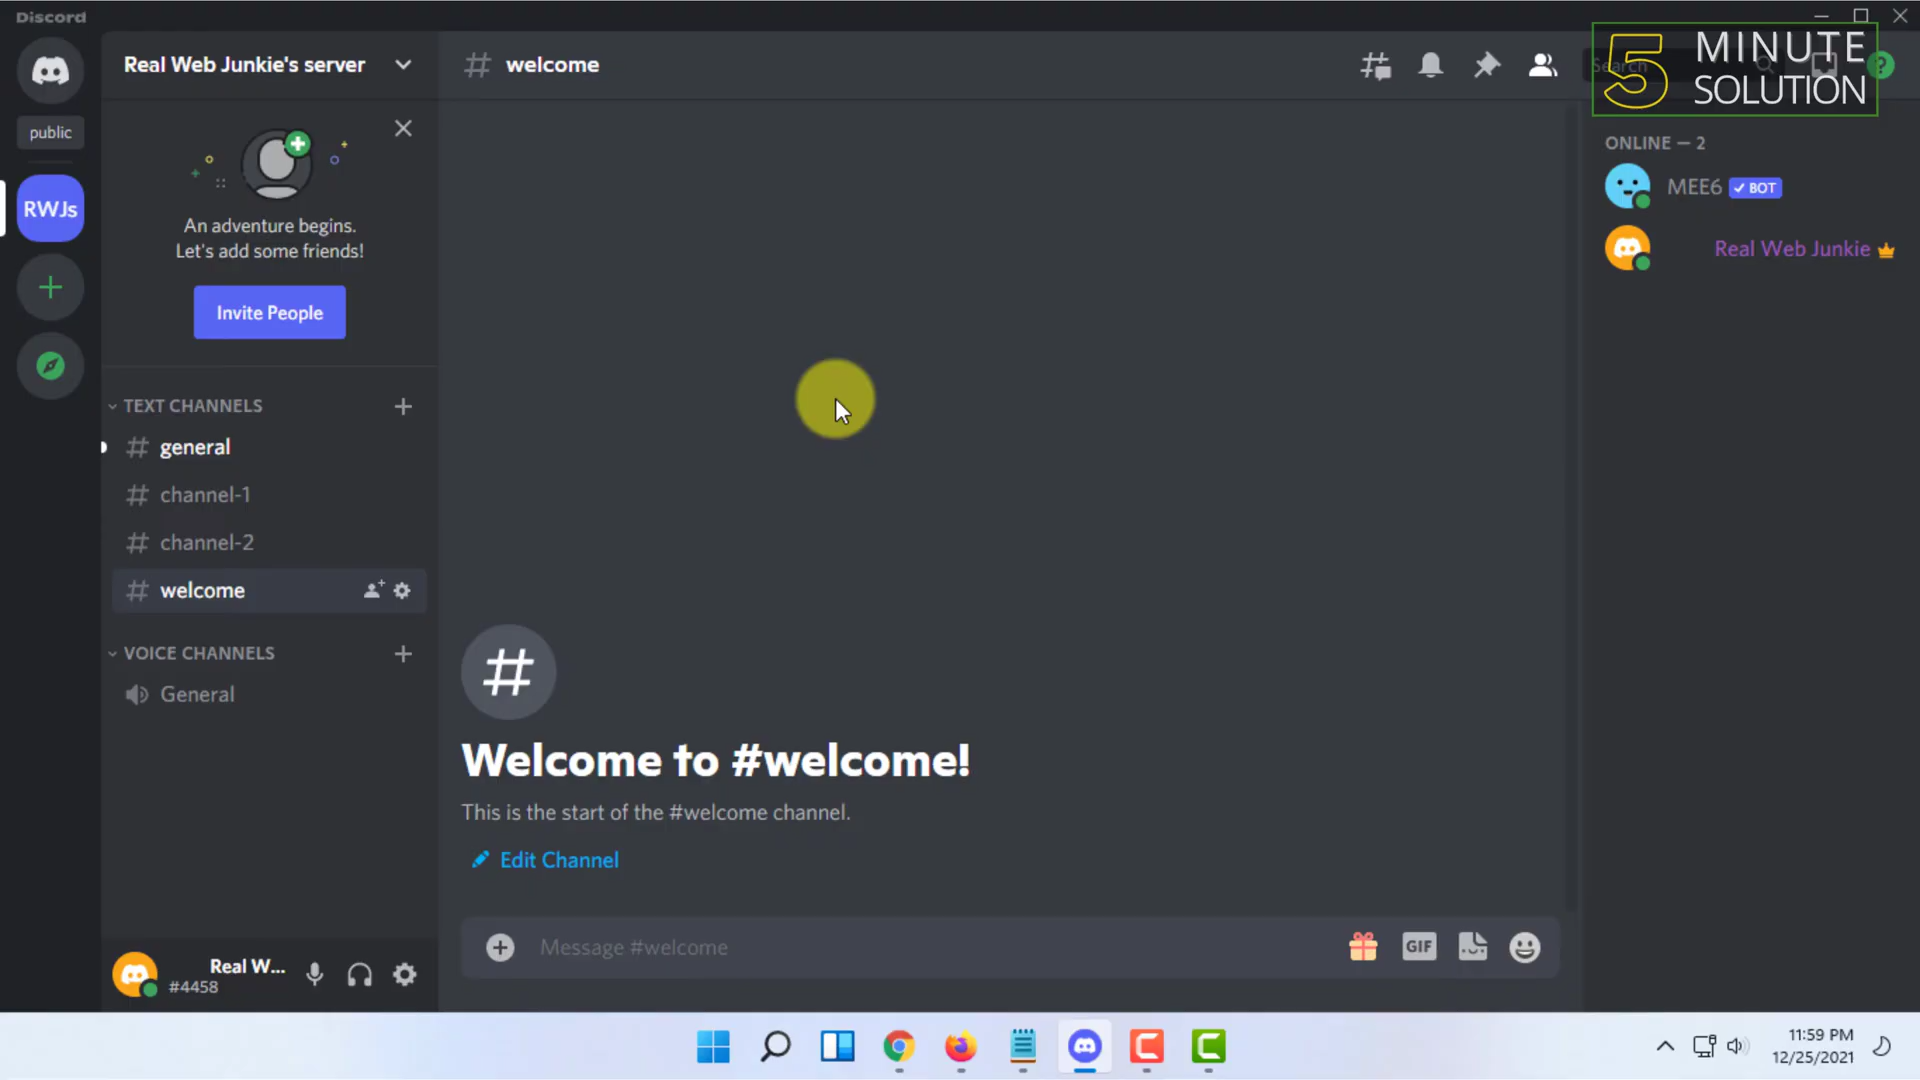 Discord
Real Web Junkie's server
welcome
Search
5 MINUTE
SOLUTION
public
RWJs
An adventure begins.
Let's add some friends!
Invite People
TEXT CHANNELS
general
channel-1
channel-2
welcome
VOICE CHANNELS
General
Real W...
#4458
Welcome to #welcome!
This is the start of the #welcome channel.
Edit Channel
Message #welcome
GIF
ONLINE — 2
MEE6 ✓ BOT
Real Web Junkie
11:59 PM
12/25/2021